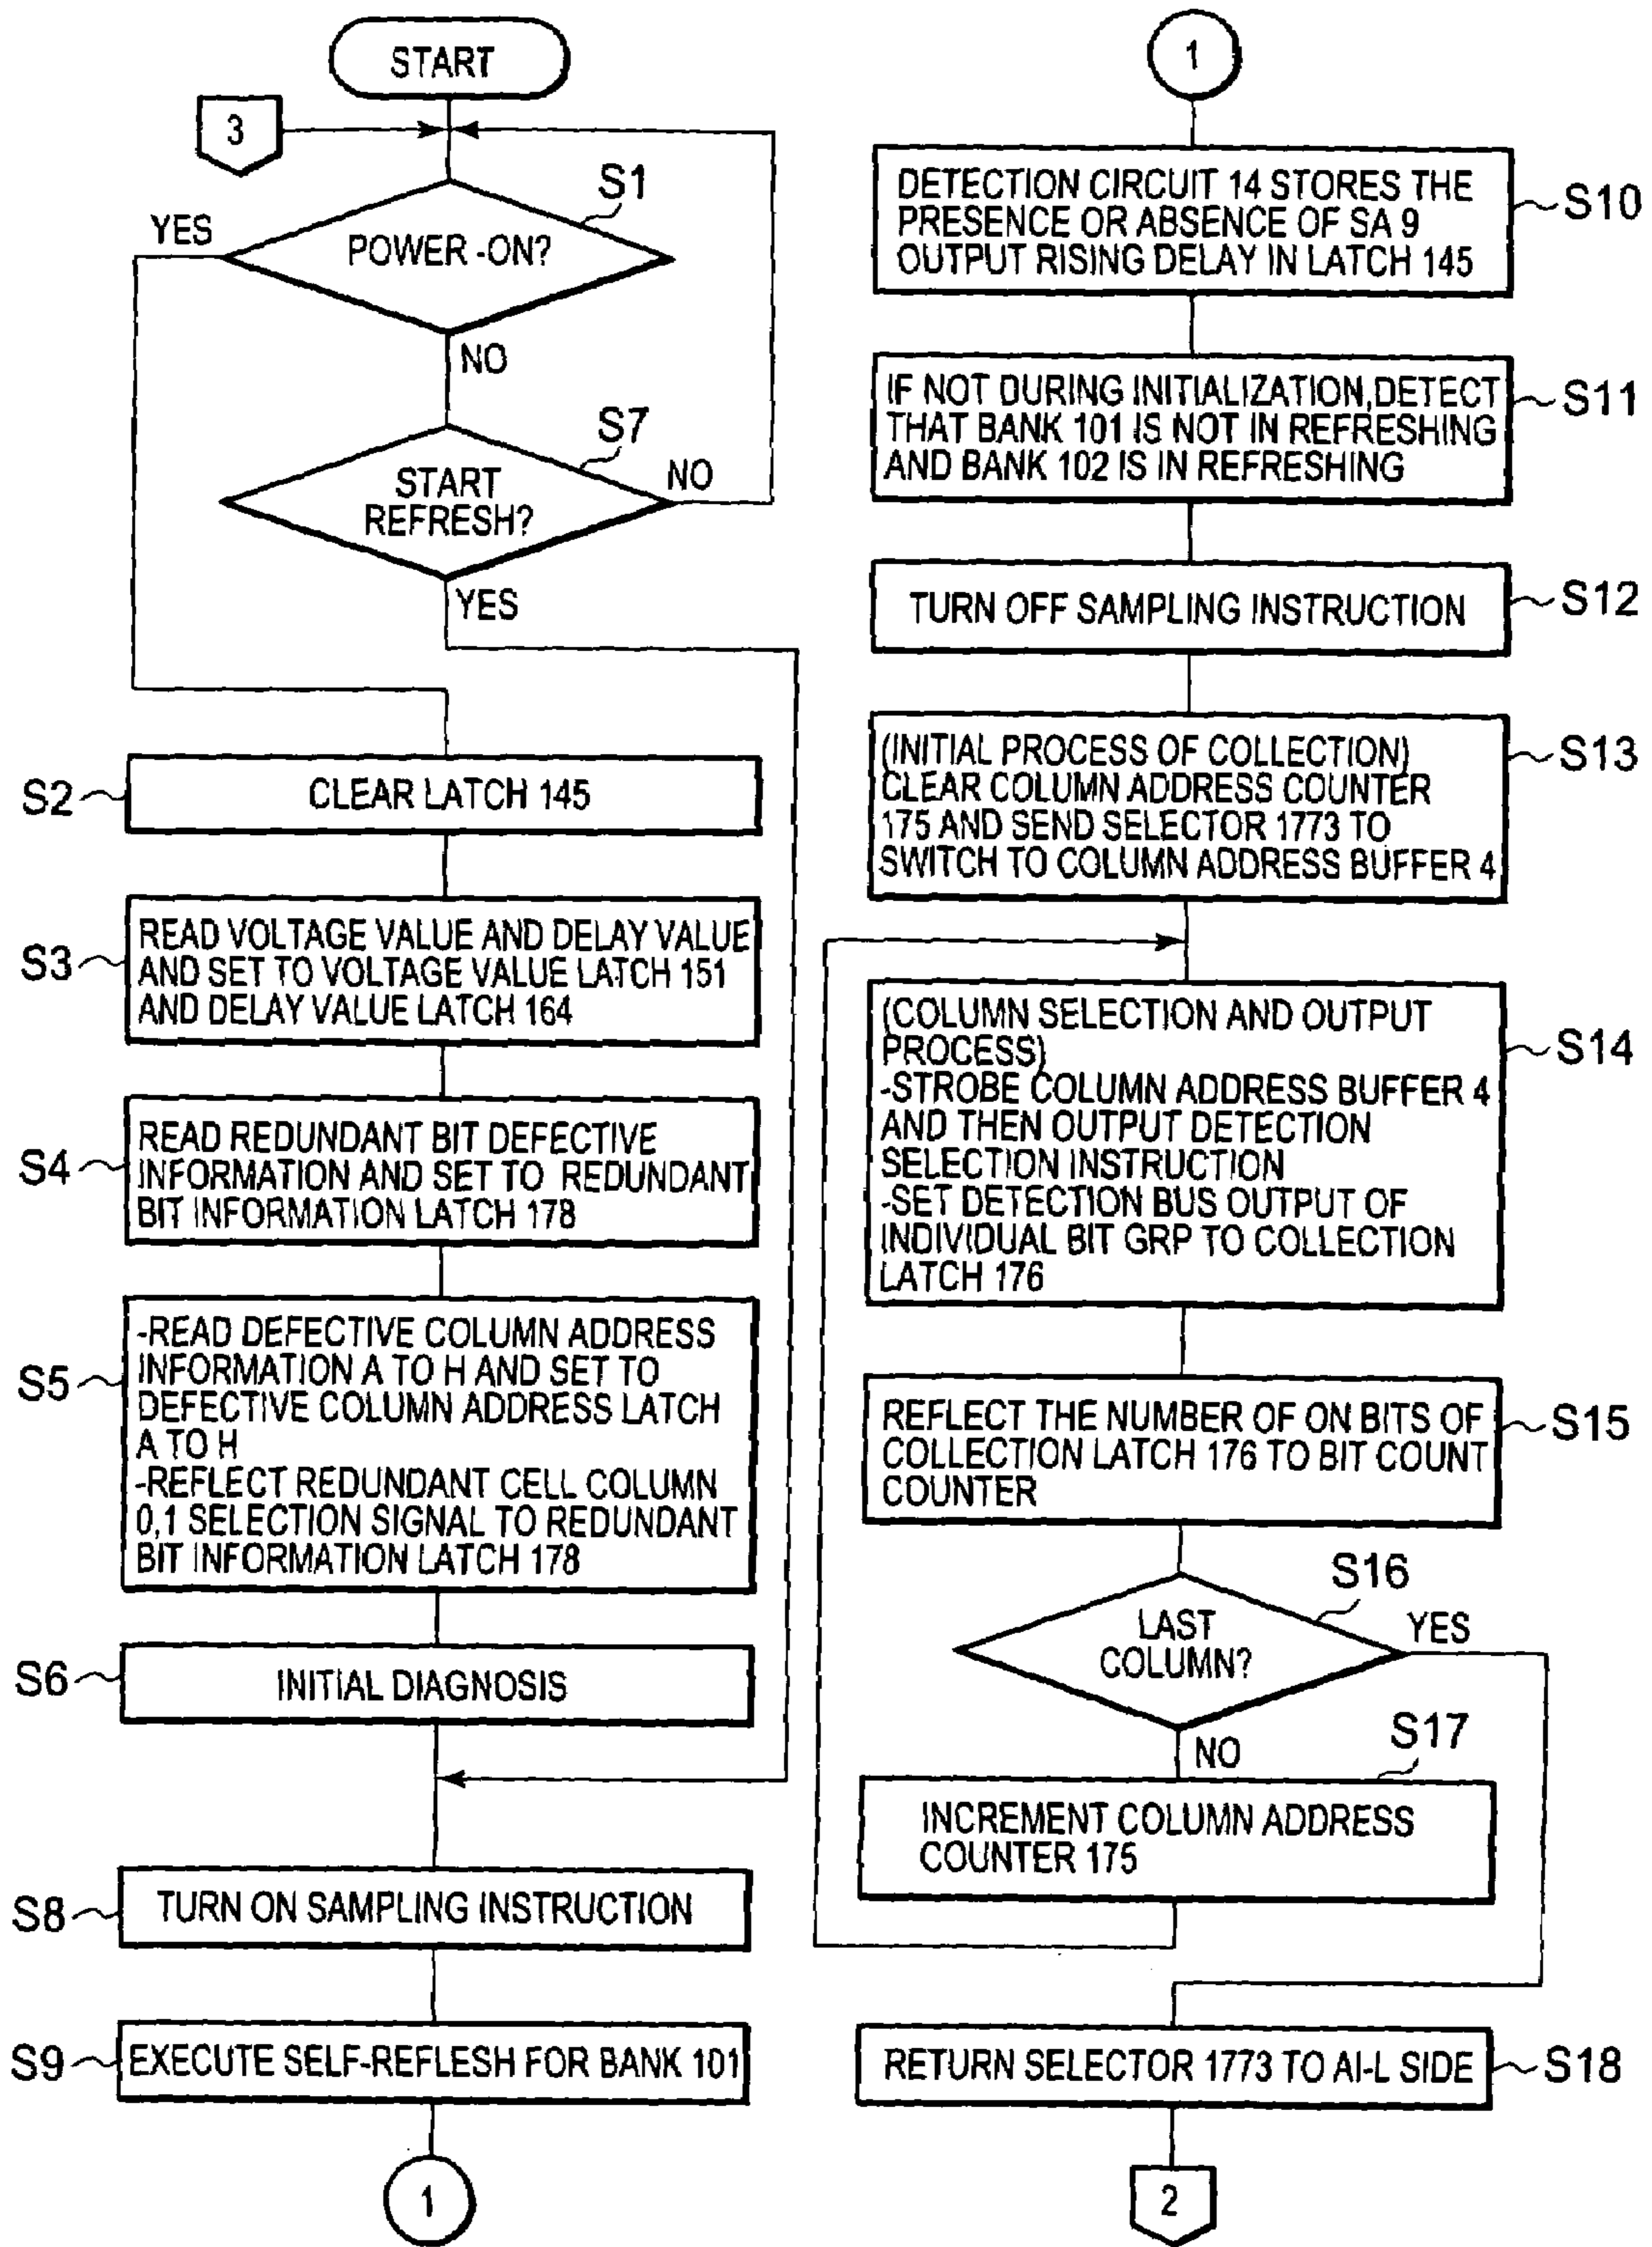 START
3
S1
YES
POWER -ON?
NO
S7
START
REFRESH?
NO
YES
S2
CLEAR LATCH 145
S3
READ VOLTAGE VALUE AND DELAY VALUE
AND SET TO VOLTAGE VALUE LATCH 151
AND DELAY VALUE LATCH 164
S4
READ REDUNDANT BIT DEFECTIVE
INFORMATION AND SET TO REDUNDANT
BIT INFORMATION LATCH 178
S5
-READ DEFECTIVE COLUMN ADDRESS
INFORMATION A TO H AND SET TO
DEFECTIVE COLUMN ADDRESS LATCH
A TO H
-REFLECT REDUNDANT CELL COLUMN
0,1 SELECTION SIGNAL TO REDUNDANT
BIT INFORMATION LATCH 178
S6
INITIAL DIAGNOSIS
S8
TURN ON SAMPLING INSTRUCTION
S9
EXECUTE SELF-REFLESH FOR BANK 101
1
1
DETECTION CIRCUIT 14 STORES THE
PRESENCE OR ABSENCE OF SA 9
OUTPUT RISING DELAY IN LATCH 145
S10
IF NOT DURING INITIALIZATION,DETECT
THAT BANK 101 IS NOT IN REFRESHING
AND BANK 102 IS IN REFRESHING
S11
TURN OFF SAMPLING INSTRUCTION
S12
(INITIAL PROCESS OF COLLECTION)
CLEAR COLUMN ADDRESS COUNTER
175 AND SEND SELECTOR 1773 TO
SWITCH TO COLUMN ADDRESS BUFFER 4
S13
(COLUMN SELECTION AND OUTPUT
PROCESS)
-STROBE COLUMN ADDRESS BUFFER 4
AND THEN OUTPUT DETECTION
SELECTION INSTRUCTION
-SET DETECTION BUS OUTPUT OF
INDIVIDUAL BIT GRP TO COLLECTION
LATCH 176
S14
REFLECT THE NUMBER OF ON BITS OF
COLLECTION LATCH 176 TO BIT COUNT
COUNTER
S15
S16
LAST
COLUMN?
YES
NO
S17
INCREMENT COLUMN ADDRESS
COUNTER 175
RETURN SELECTOR 1773 TO AI-L SIDE
S18
2